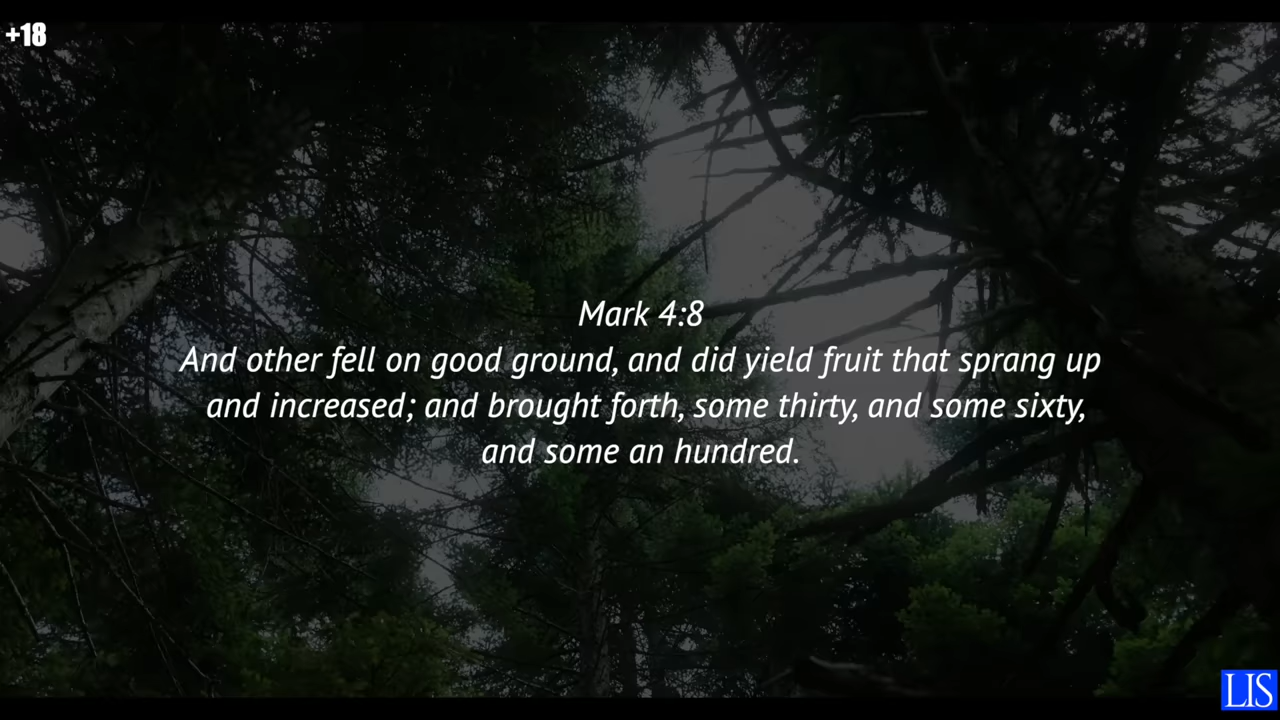 +18
Mark 4:8
And other fell on good ground, and did yield fruit that sprang up
and increased; and brought forth, some thirty, and some sixty,
and some an hundred.
LIS